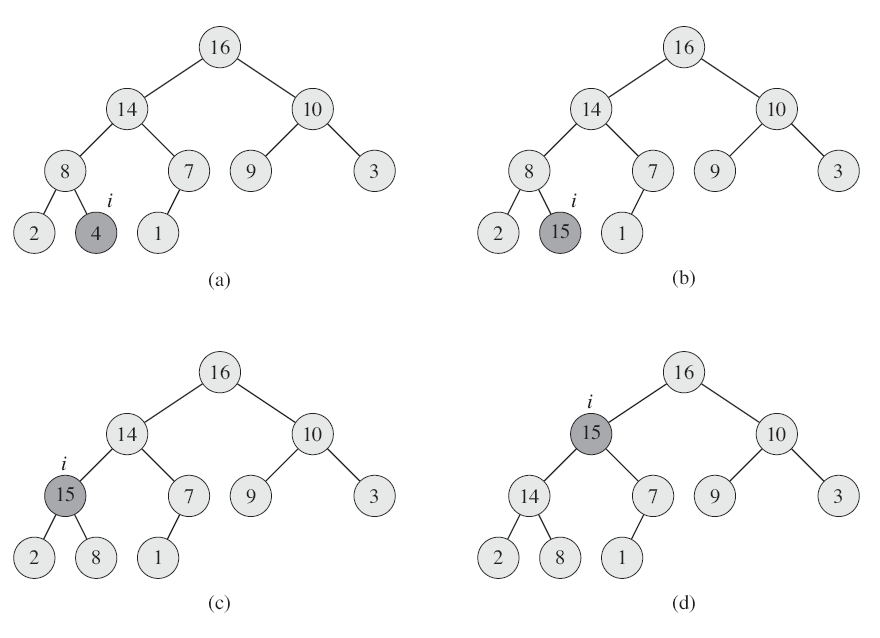 16 16
14 10 14 10
8 7 9 3 8 7 9 3
i i
2 4 1 2 15 1
(a) (b)
16 16
i
14 10 15 10
i
15 7 9 3 14 7 9 3
2 8 1 2 8 1
(c) (d)